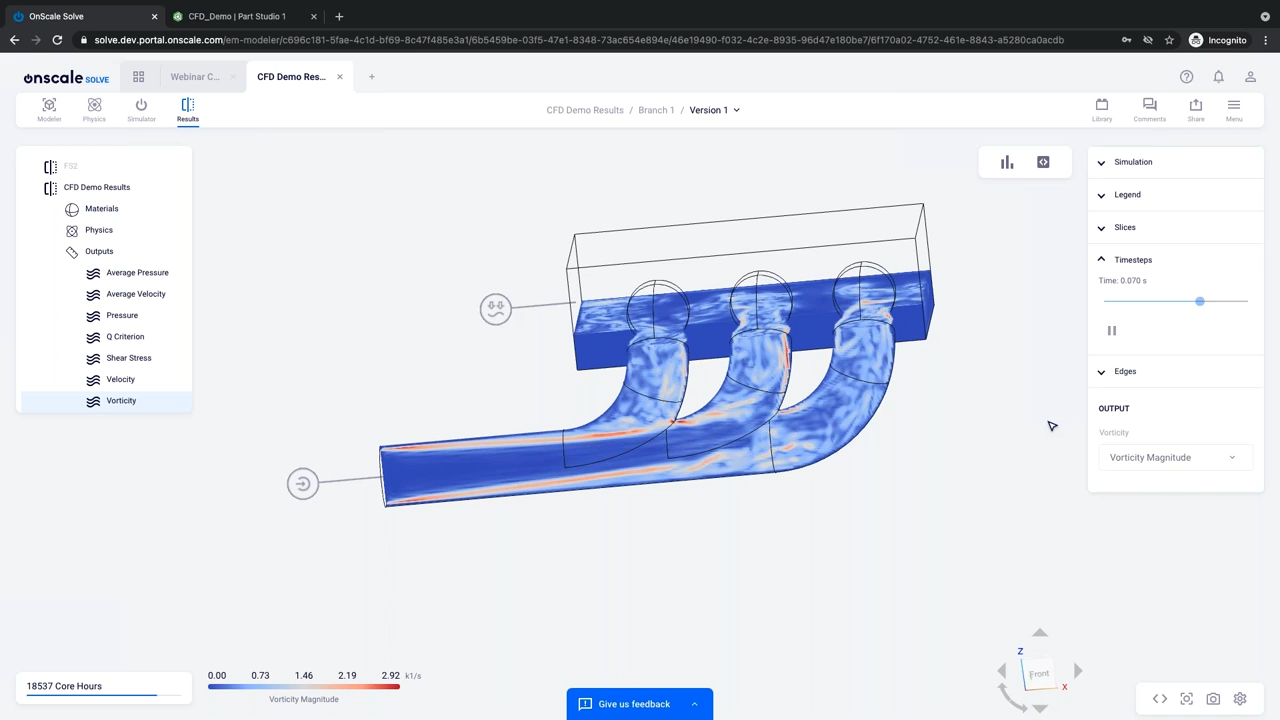 OnScale Solve
CFD_Demo | Part Studio 1
solve.dev.portal.onscale.com/em-modeler/c696c181-5fae-4c1d-bf69-8c47f485e3a1/6b5459be-03f5-47e1-8348-73ac654e894e/46e19490-f032-4c2e-8935-96d47e180be7/6f170a02-4752-461e-8843-a5280ca0acdb
Incognito
onscale SOLVE
Webinar C...
CFD Demo Res...
Modeler
Physics
Simulator
Results
CFD Demo Results / Branch 1 / Version 1
Library
Comments
Share
Menu
FS2
CFD Demo Results
Materials
Physics
Outputs
Average Pressure
Average Velocity
Pressure
Q Criterion
Shear Stress
Velocity
Vorticity
Simulation
Legend
Slices
Timesteps
Time: 0.070 s
Edges
OUTPUT
Vorticity
Vorticity Magnitude
18537 Core Hours
0.00 0.73 1.46 2.19 2.92 k1/s
Vorticity Magnitude
Give us feedback
Z
Front
X